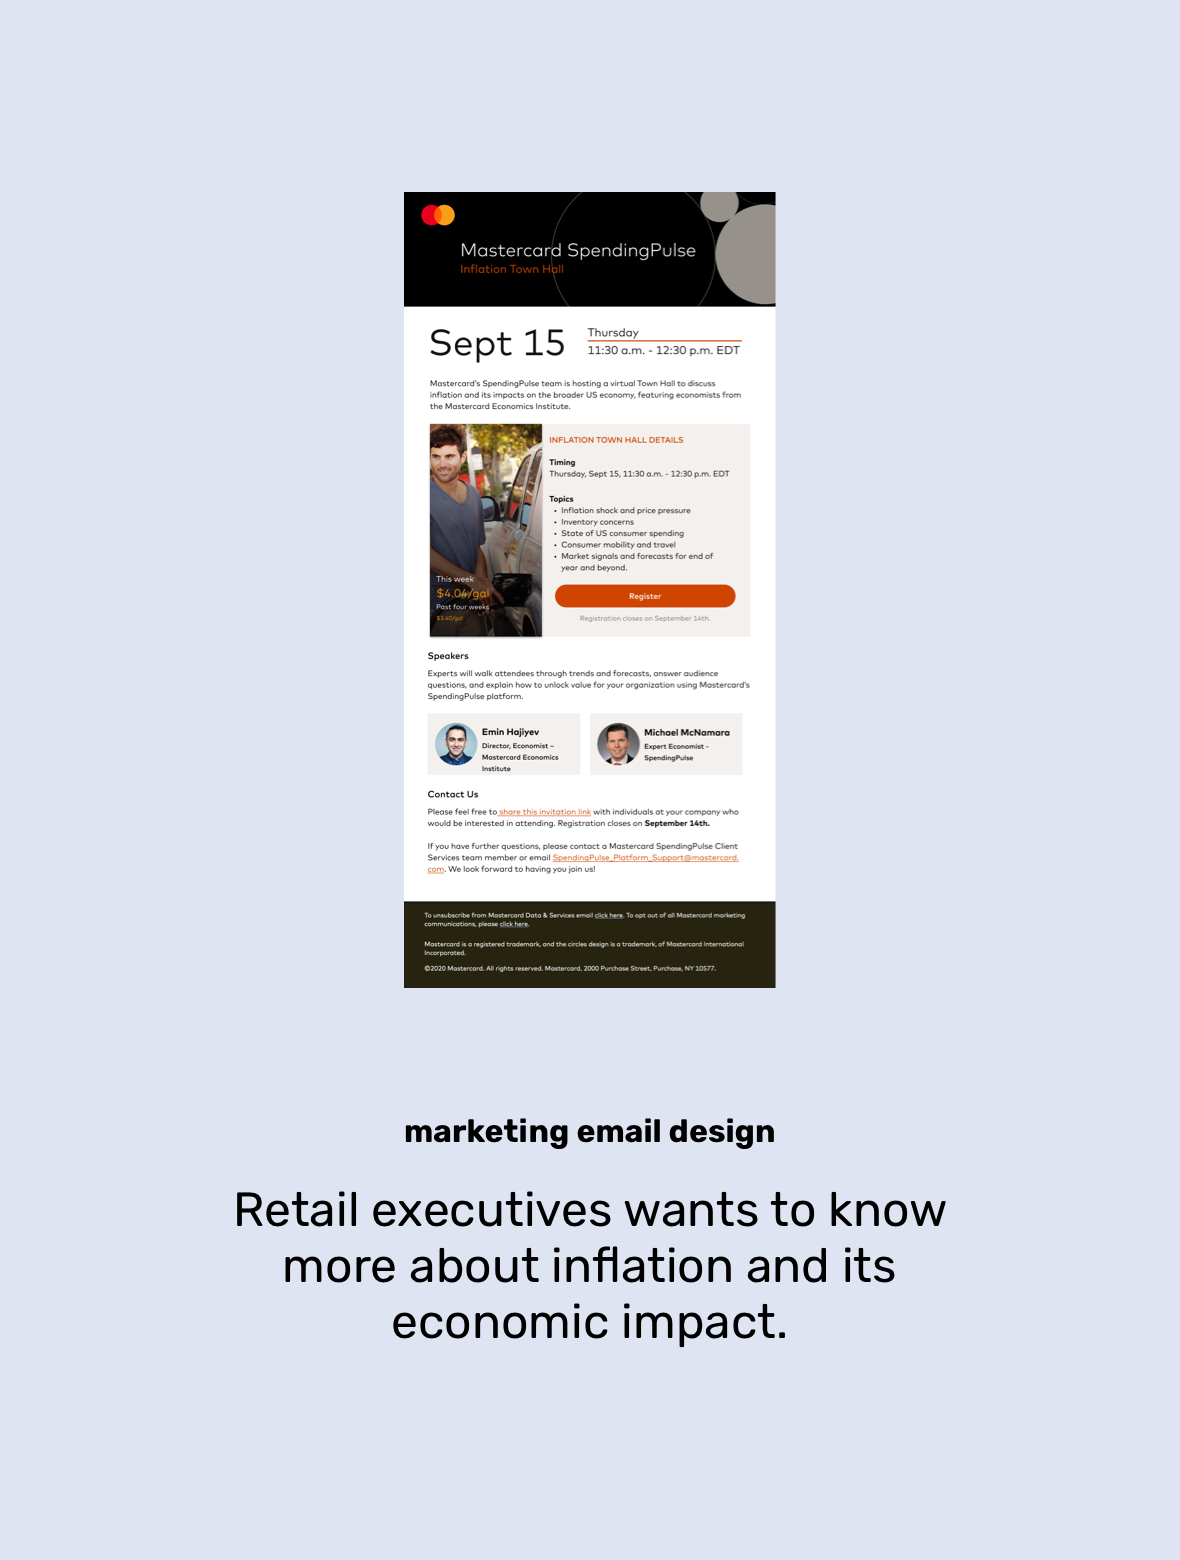 Mastercard SpendingPulse
Inflation Town Hall
Sept 15
Thursday
11:30 a.m. - 12:30 p.m. EDT
Mastercard's SpendingPulse team is hosting a virtual Town Hall to discuss
inflation and its impacts on the broader US economy, featuring economists from
the Mastercard Economics Institute.
This week
$4.04/gal
Past four weeks
$3.40/gal
INFLATION TOWN HALL DETAILS
Timing
Thursday, Sept 15, 11:30 a.m. - 12:30 p.m. EDT
Topics
• Inflation shock and price pressure
• Inventory concerns
• State of US consumer spending
• Consumer mobility and travel
• Market signals and forecasts for end of
year and beyond.
Register
Registration closes on September 14th.
Speakers
Experts will walk attendees through trends and forecasts, answer audience
questions, and explain how to unlock value for your organization using Mastercard's
SpendingPulse platform.
Emin Hajiyev
Director, Economist –
Mastercard Economics
Institute
Michael McNamara
Expert Economist -
SpendingPulse
Contact Us
Please feel free to share this invitation link with individuals at your company who
would be interested in attending. Registration closes on September 14th.
If you have further questions, please contact a Mastercard SpendingPulse Client
Services team member or email SpendingPulse_Platform_Support@mastercard.
com. We look forward to having you join us!
To unsubscribe from Mastercard Data & Services email click here. To opt out of all Mastercard marketing
communications, please click here.
Mastercard is a registered trademark, and the circles design is a trademark, of Mastercard International
Incorporated.
©2020 Mastercard. All rights reserved. Mastercard, 2000 Purchase Street, Purchase, NY 10577.
marketing email design
Retail executives wants to know
more about inflation and its
economic impact.